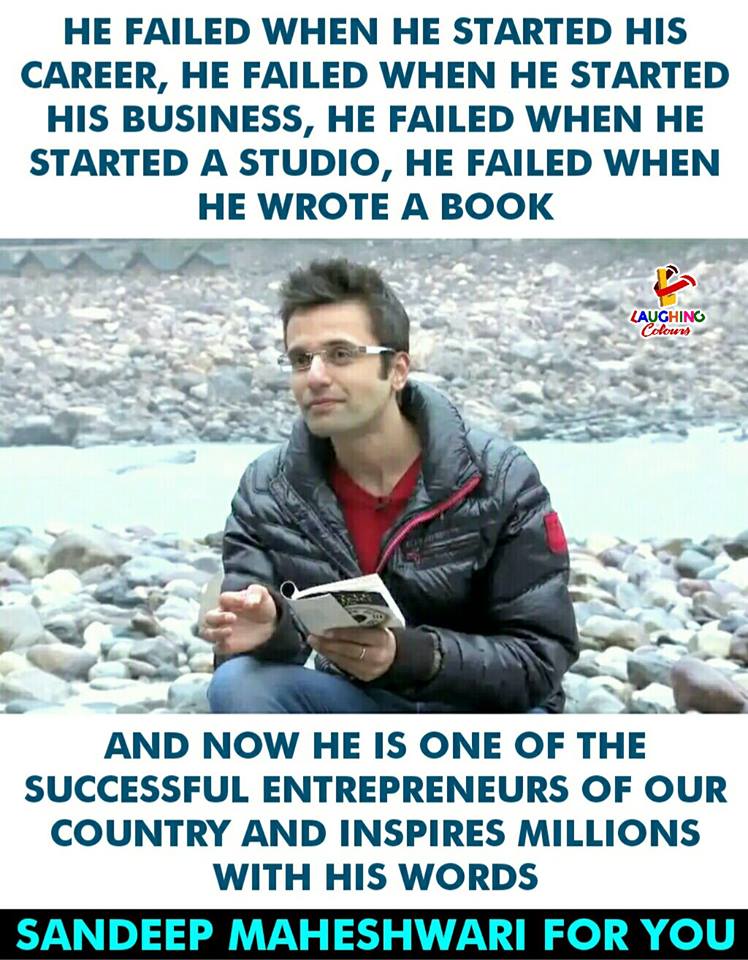 HE FAILED WHEN HE STARTED HIS
CAREER, HE FAILED WHEN HE STARTED
HIS BUSINESS, HE FAILED WHEN HE
STARTED A STUDIO, HE FAILED WHEN
HE WROTE A BOOK
LAUGHING
Colours
AND NOW HE IS ONE OF THE
SUCCESSFUL ENTREPRENEURS OF OUR
COUNTRY AND INSPIRES MILLIONS
WITH HIS WORDS
SANDEEP MAHESHWARI FOR YOU